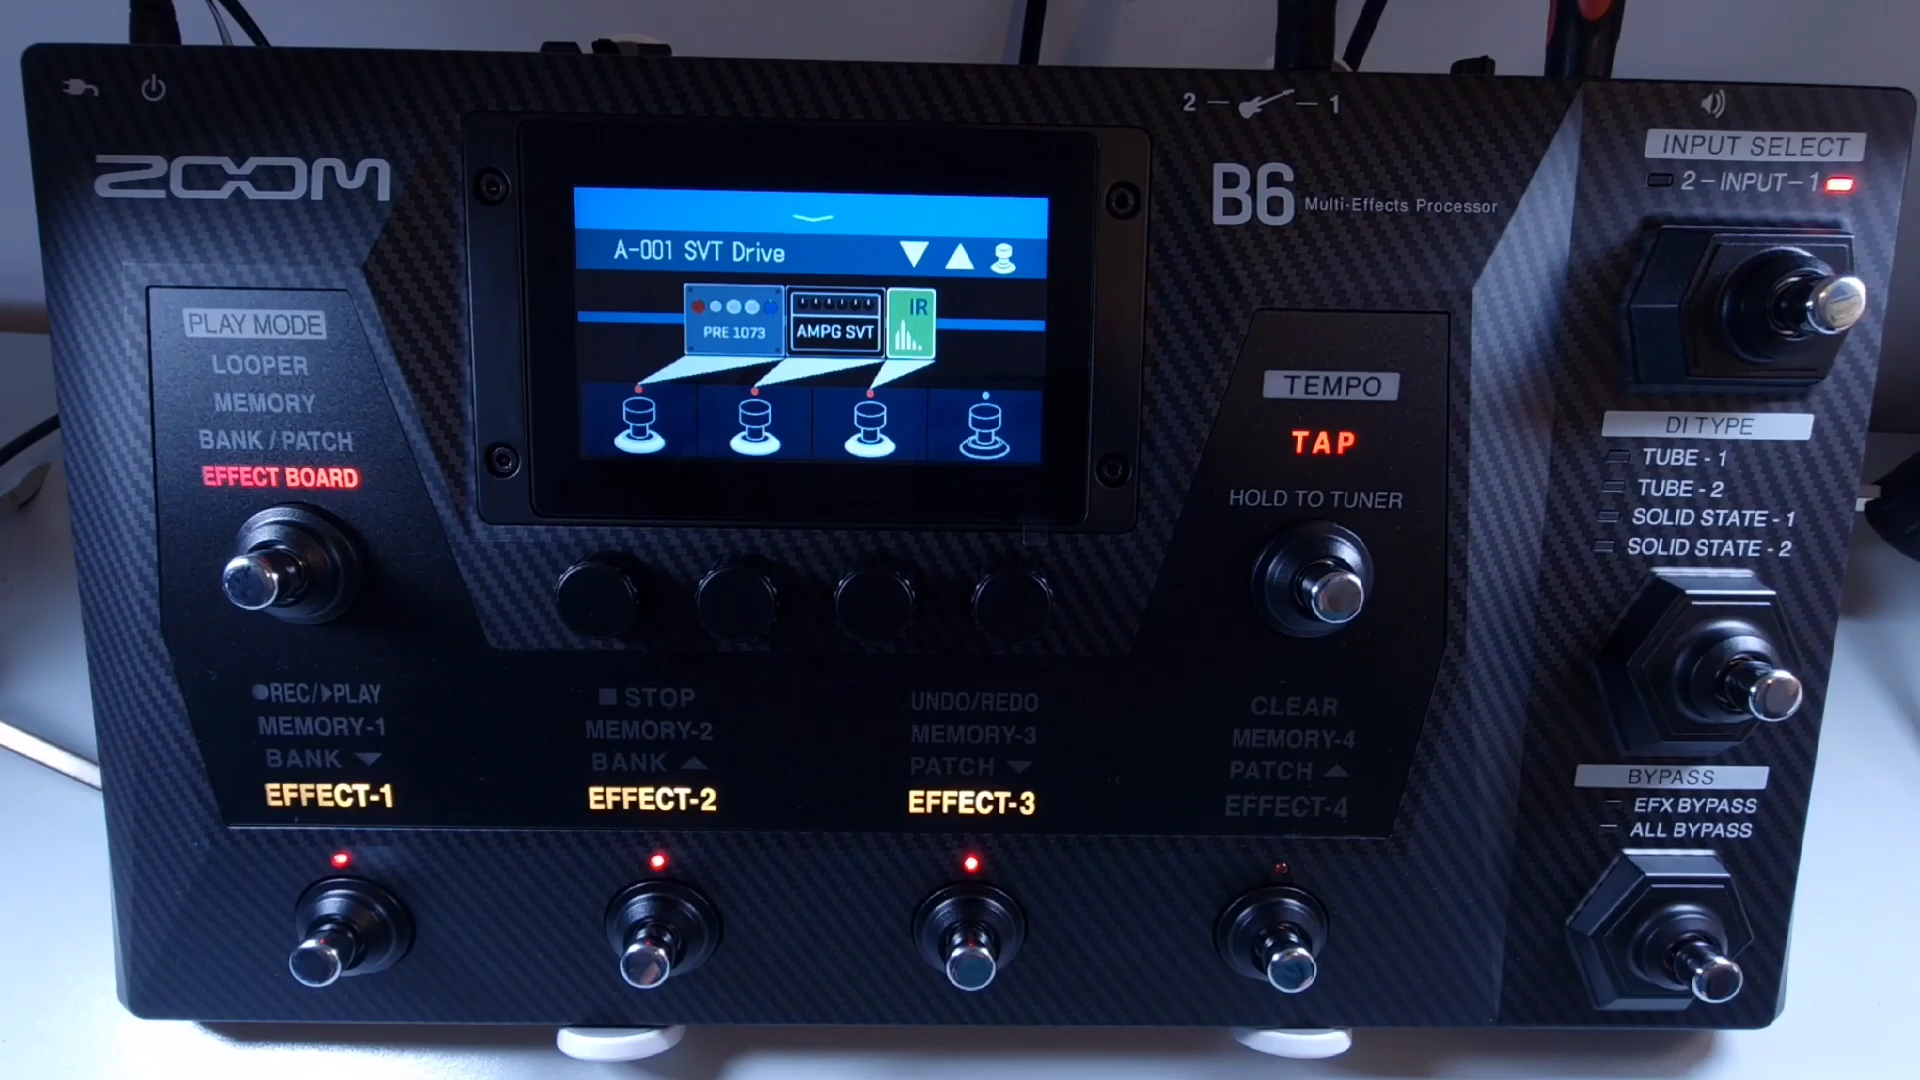 ZOOM
2 — — 1
B6 Multi-Effects Processor
INPUT SELECT
2 – INPUT – 1
A-001 SVT Drive
PRE 1073
AMPG SVT
IR
PLAY MODE
LOOPER
MEMORY
BANK / PATCH
EFFECT BOARD
TEMPO
TAP
HOLD TO TUNER
DI TYPE
TUBE - 1
TUBE - 2
SOLID STATE - 1
SOLID STATE - 2
●REC/▶PLAY
MEMORY-1
BANK ▼
EFFECT-1
■ STOP
MEMORY-2
BANK ▲
EFFECT-2
UNDO/REDO
MEMORY-3
PATCH ▼
EFFECT-3
CLEAR
MEMORY-4
PATCH ▲
EFFECT-4
BYPASS
EFX BYPASS
ALL BYPASS